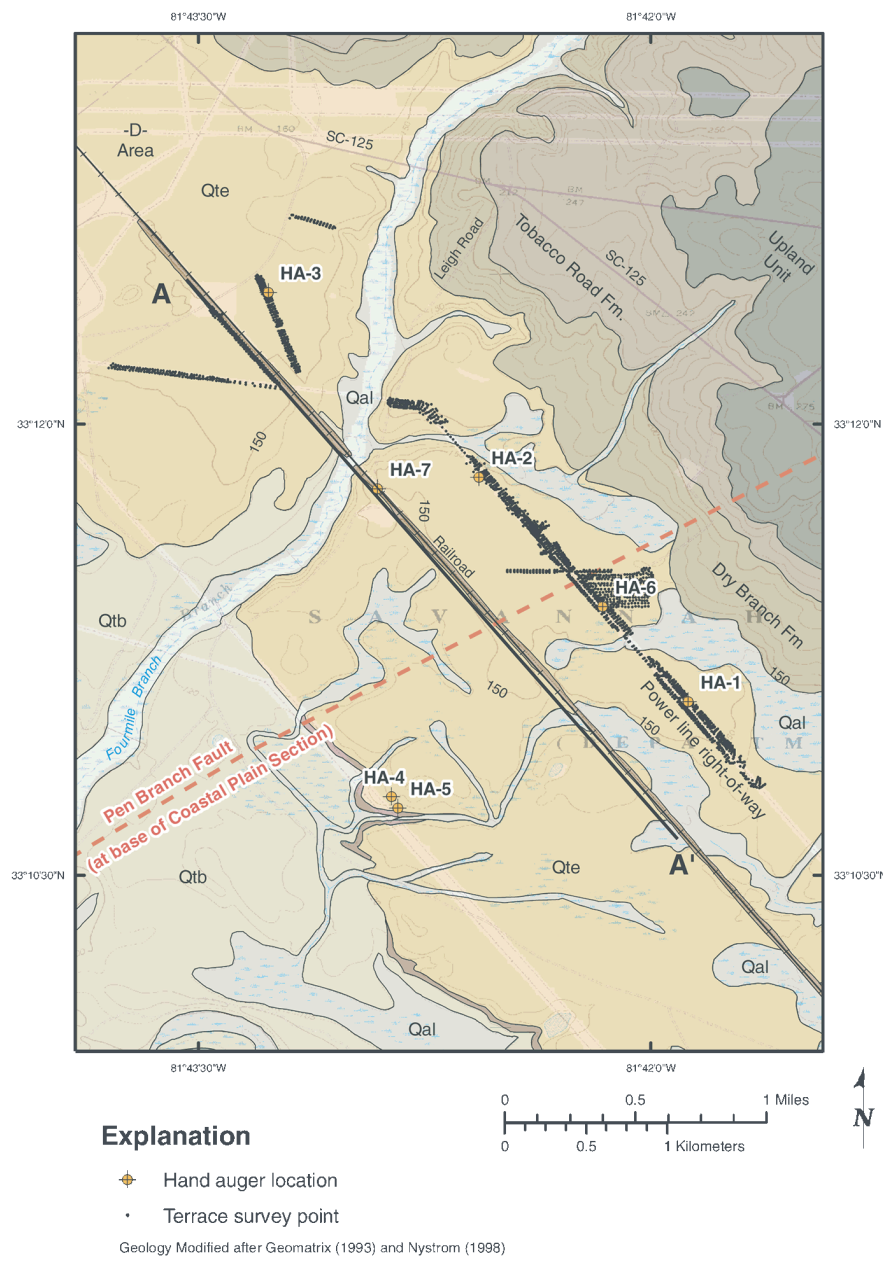 81°43'30"W
81°42'0"W
-D-
Area
BM
150
SC-125
250
Qte
BM
247
Leigh Road
Tobacco Road Fm.
SC-125
Upland
Unit
HA-3
A
247
Qal
BM 275
33°12'0"N
33°12'0"N
150
HA-2
HA-7
150
Railroad
Dry Branch Fm
HA-6
Branch
Qtb
S A V A N N A H
Fourmile Branch
150
HA-1
150
Power line right-of-way
150
Qal
Pen Branch Fault
(at base of Coastal Plain Section)
HA-4
HA-5
A'
Qtb
Qte
33°10'30"N
33°10'30"N
Qal
Qal
81°43'30"W
81°42'0"W
0 0.5 1 Miles
0 0.5 1 Kilometers
N
Explanation
Hand auger location
Terrace survey point
Geology Modified after Geomatrix (1993) and Nystrom (1998)